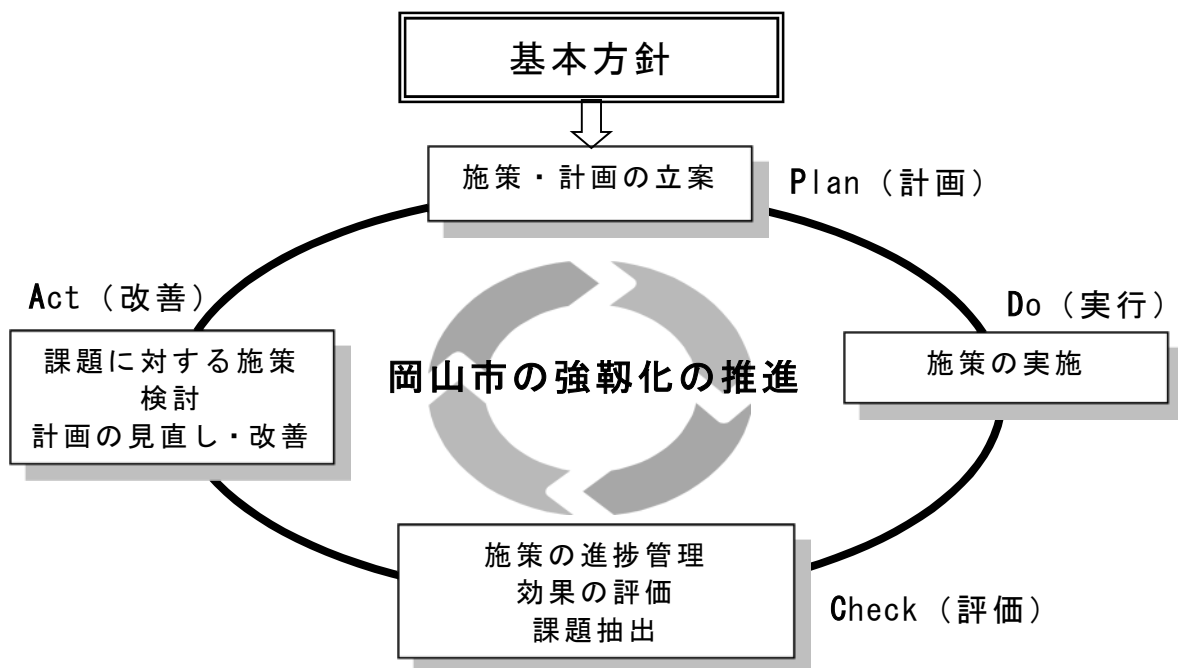 基本方針
施策・計画の立案
Plan（計画）
Act（改善）
Do（実行）
課題に対する施策
検討
計画の見直し・改善
岡山市の強靱化の推進
施策の実施
施策の進捗管理
効果の評価
課題抽出
Check（評価）